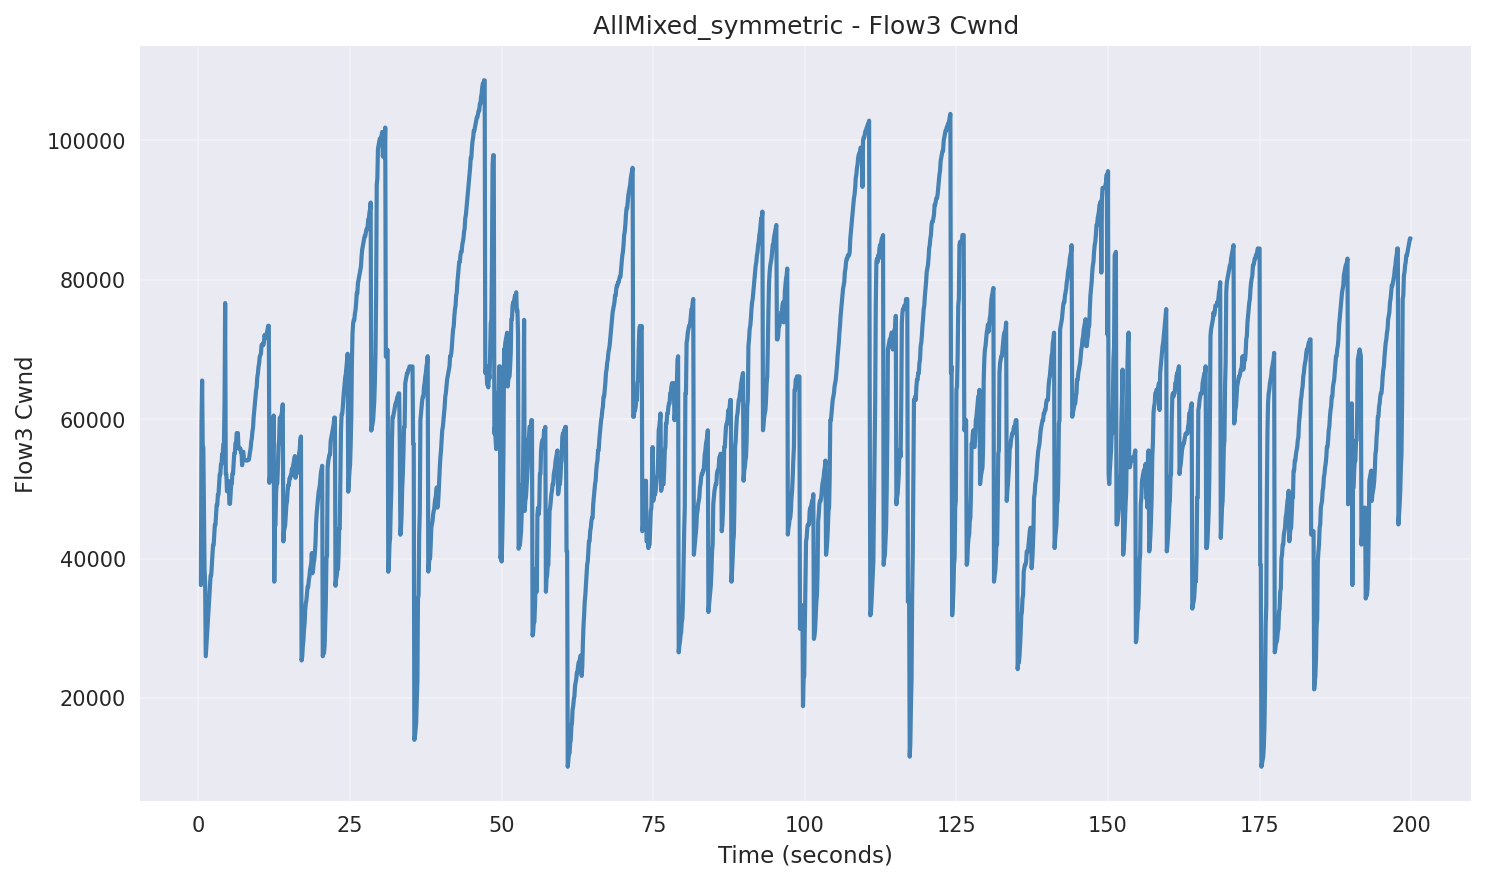 AllMixed_symmetric - Flow3 Cwnd
Flow3 Cwnd
100000
80000
60000
40000
20000
0 25 50 75 100 125 150 175 200
Time (seconds)